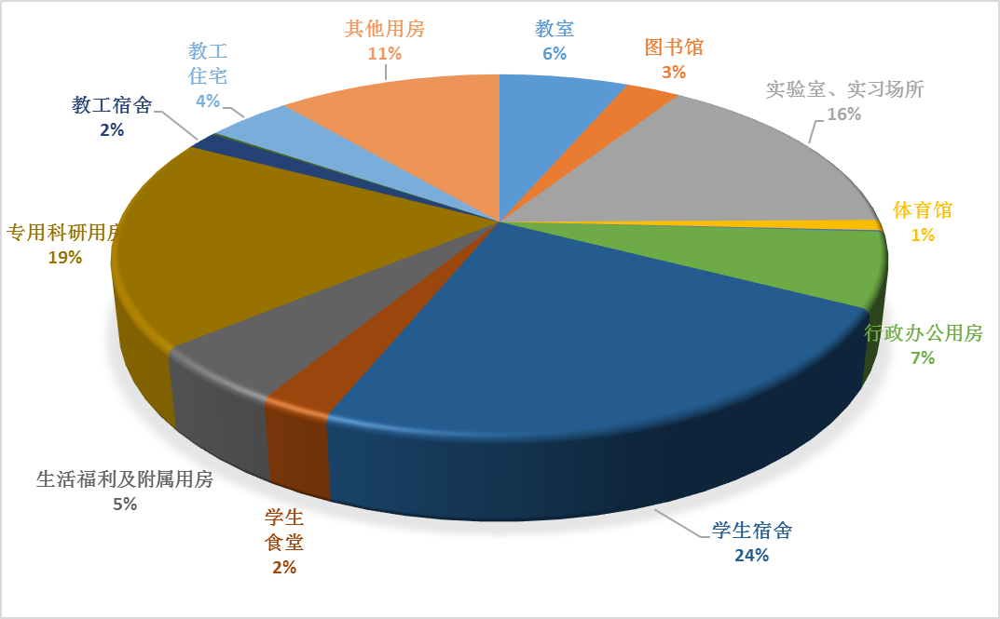 教室
6%
图书馆
3%
实验室、实习场所
16%
体育馆
1%
行政办公用房
7%
学生宿舍
24%
学生
食堂
2%
生活福利及附属用房
5%
专用科研用房
19%
教工宿舍
2%
教工
住宅
4%
其他用房
11%